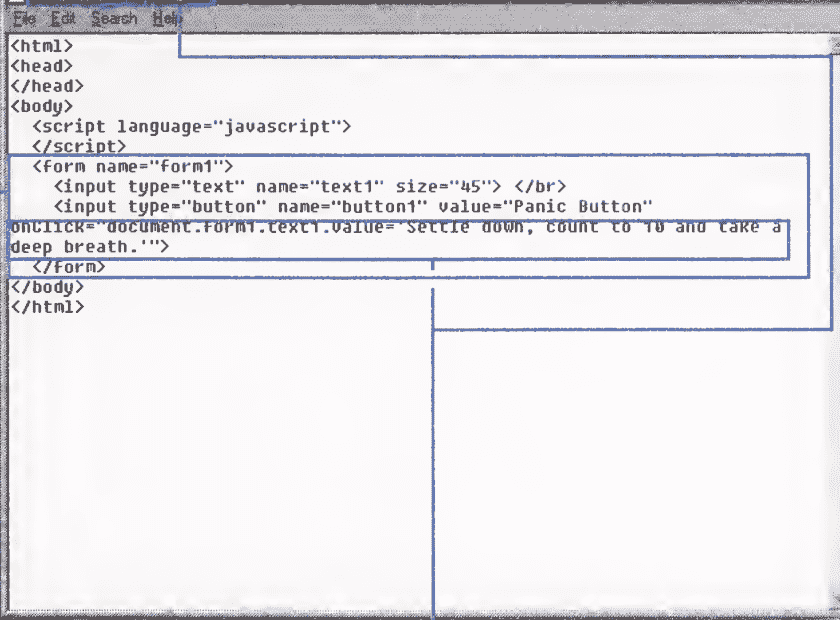 File Edit Search Help
<html>
<head>
</head>
<body>
<script language="javascript">
</script>
<form name="form1">
<input type="text" name="text1" size="45"> </br>
<input type="button" name="button1" value="Panic Button"
onClick="document.form1.text1.value='Settle down, count to 10 and take a
deep breath.'">
</form>
</body>
</html>